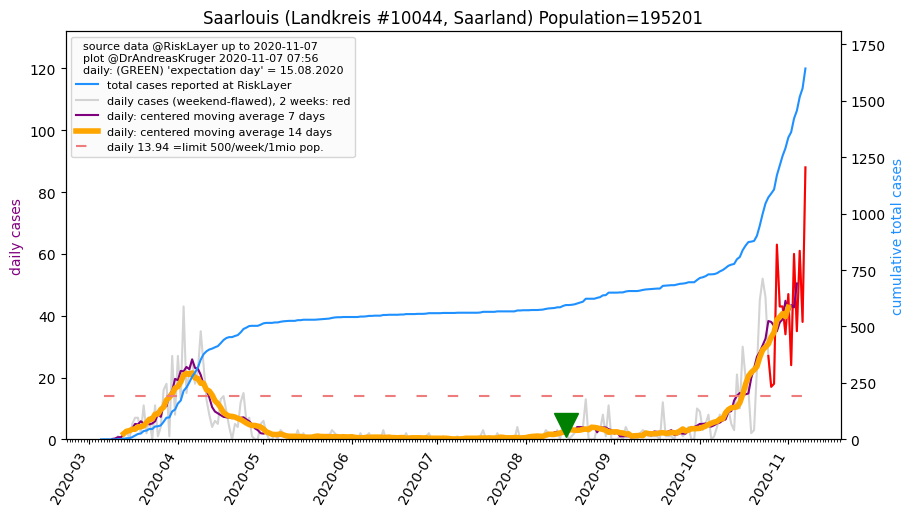 Saarlouis (Landkreis #10044, Saarland) Population=195201
source data @RiskLayer up to 2020-11-07
plot @DrAndreasKruger 2020-11-07 07:56
daily: (GREEN) 'expectation day' = 15.08.2020
total cases reported at RiskLayer
daily cases (weekend-flawed), 2 weeks: red
daily: centered moving average 7 days
daily: centered moving average 14 days
daily 13.94 =limit 500/week/1mio pop.
daily cases
120
100
80
60
40
20
0
cumulative total cases
1750
1500
1250
1000
750
500
250
0
2020-03
2020-04
2020-05
2020-06
2020-07
2020-08
2020-09
2020-10
2020-11